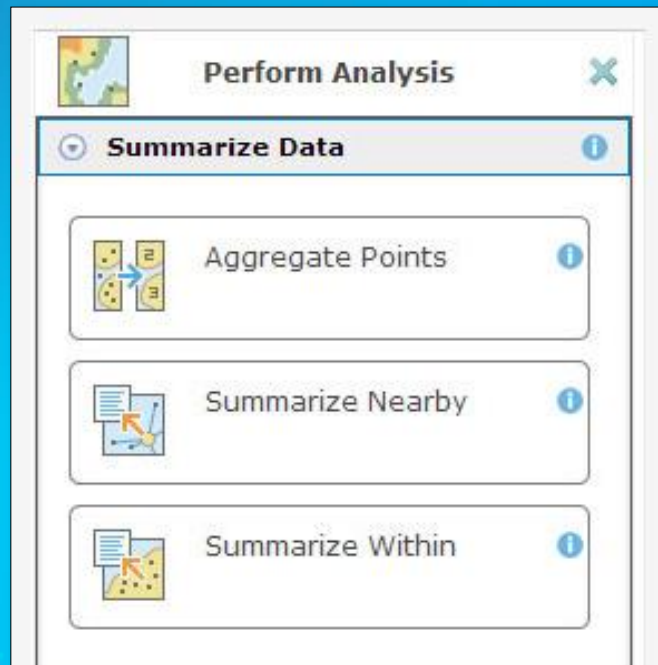 Perform Analysis
Summarize Data
Aggregate Points
Summarize Nearby
Summarize Within